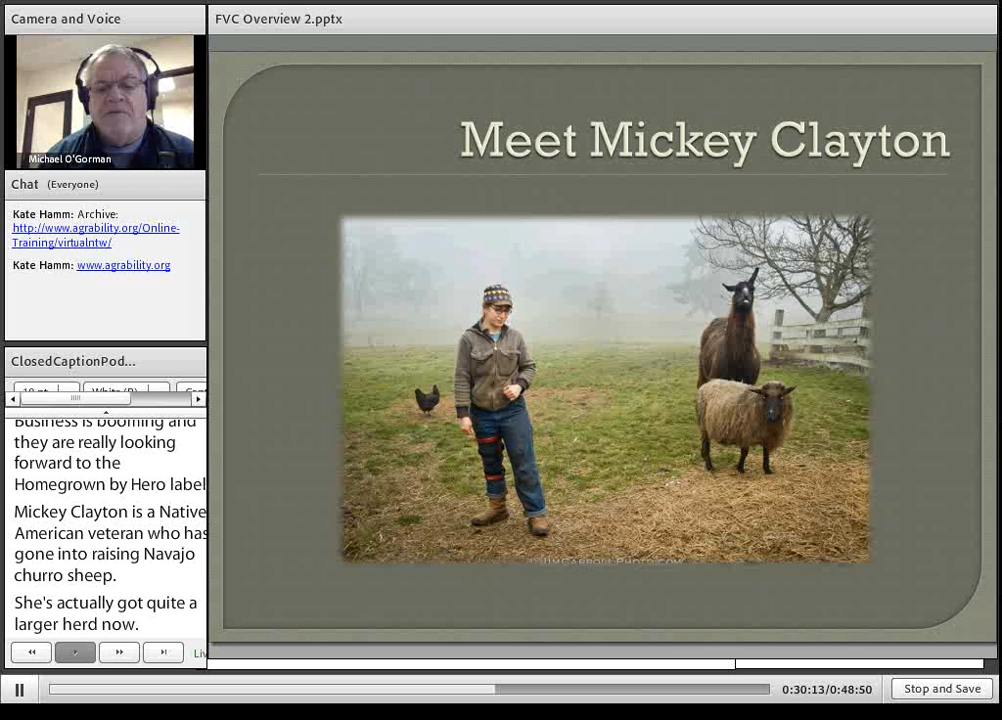 Camera and Voice
FVC Overview 2.pptx
Michael O'Gorman
Meet Mickey Clayton
Chat (Everyone)
Kate Hamm: Archive:
http://www.agrability.org/Online-
Training/virtualntw/
Kate Hamm: www.agrability.org
JIMCARROLLPHOTO.COM
ClosedCaptionPod...
Business is booming and
they are really looking
forward to the
Homegrown by Hero label
Mickey Clayton is a Native
American veteran who has
gone into raising Navajo
churro sheep.
She's actually got quite a
larger herd now.
0:30:13/0:48:50
Stop and Save